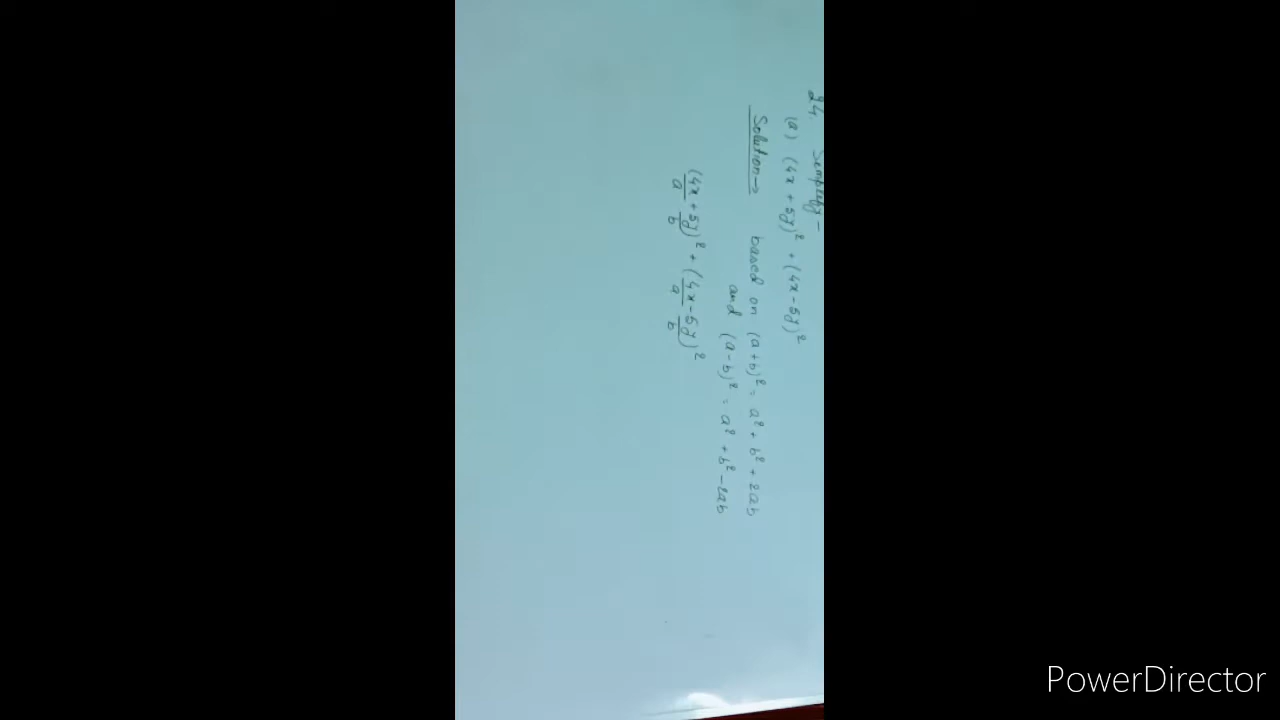 Q4. Simplify -
(a) (4x + 5y)² + (4x - 5y)²
Solution→ based on (a+b)² = a² + b² + 2ab
and (a-b)² = a² + b² - 2ab
(4x + 5y)² + (4x - 5y)²
a b a b
PowerDirector